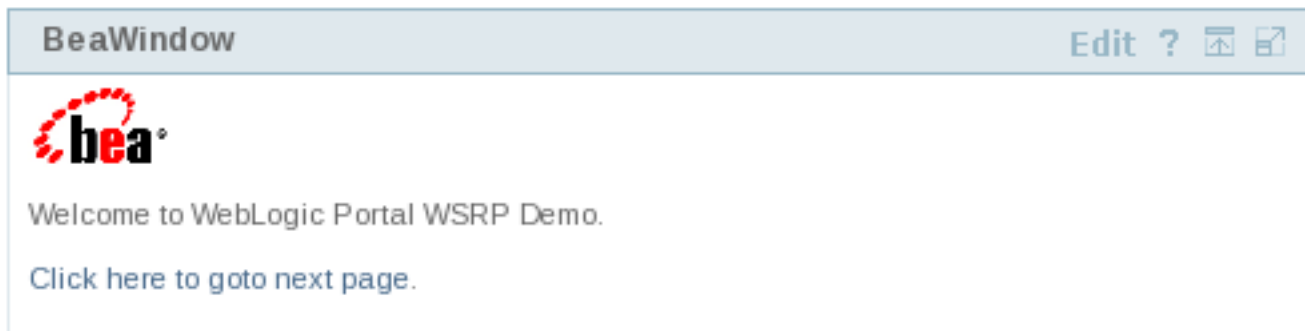 BeaWindow Edit ?
bea
Welcome to WebLogic Portal WSRP Demo.
Click here to goto next page.